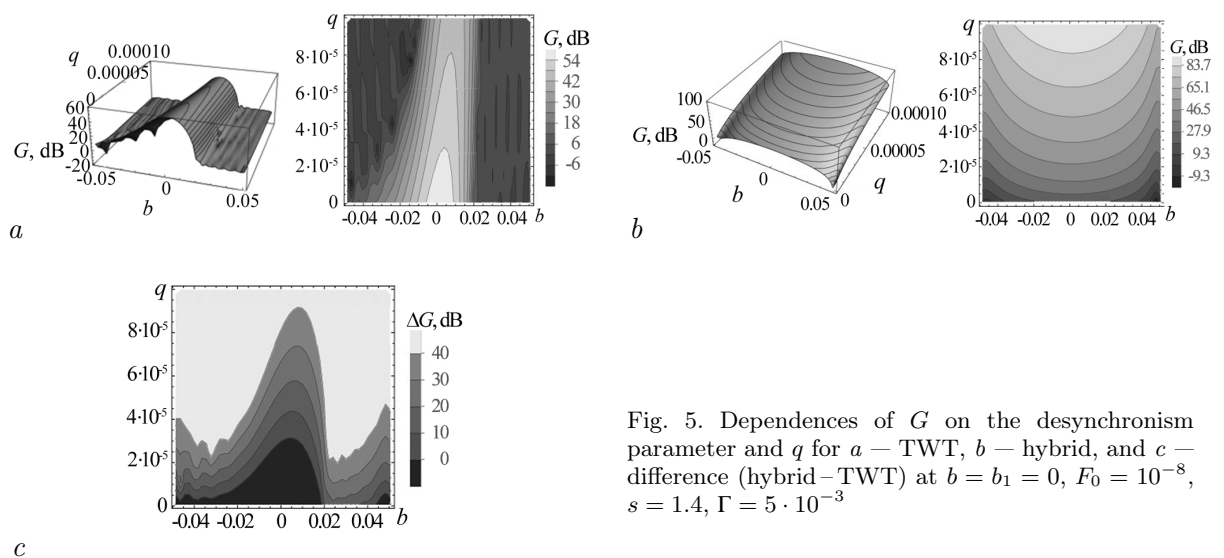 q
0.00010
0.00005
0
60
40
20
0
-20
G, dB
-0.05
0
0.05
b
a
q
8·10-5
6·10-5
4·10-5
2·10-5
0
-0.04 -0.02 0 0.02 0.04 b
G, dB
54
42
30
18
6
-6
100
50
0
G, dB
-0.05
0
0.05
b
0
0.00005
0.00010
q
b
q
8·10-5
6·10-5
4·10-5
2·10-5
0
-0.04 -0.02 0 0.02 0.04 b
G, dB
83.7
65.1
46.5
47.9
9.3
-9.3
q
8·10-5
6·10-5
4·10-5
2·10-5
0
-0.04 -0.02 0 0.02 0.04 b
ΔG, dB
40
30
20
10
0
c
Fig. 5. Dependences of G on the desynchronism
parameter and q for a — TWT, b — hybrid, and c —
difference (hybrid – TWT) at b = b₁ = 0, F₀ = 10⁻⁸,
s = 1.4, Γ = 5 · 10⁻³